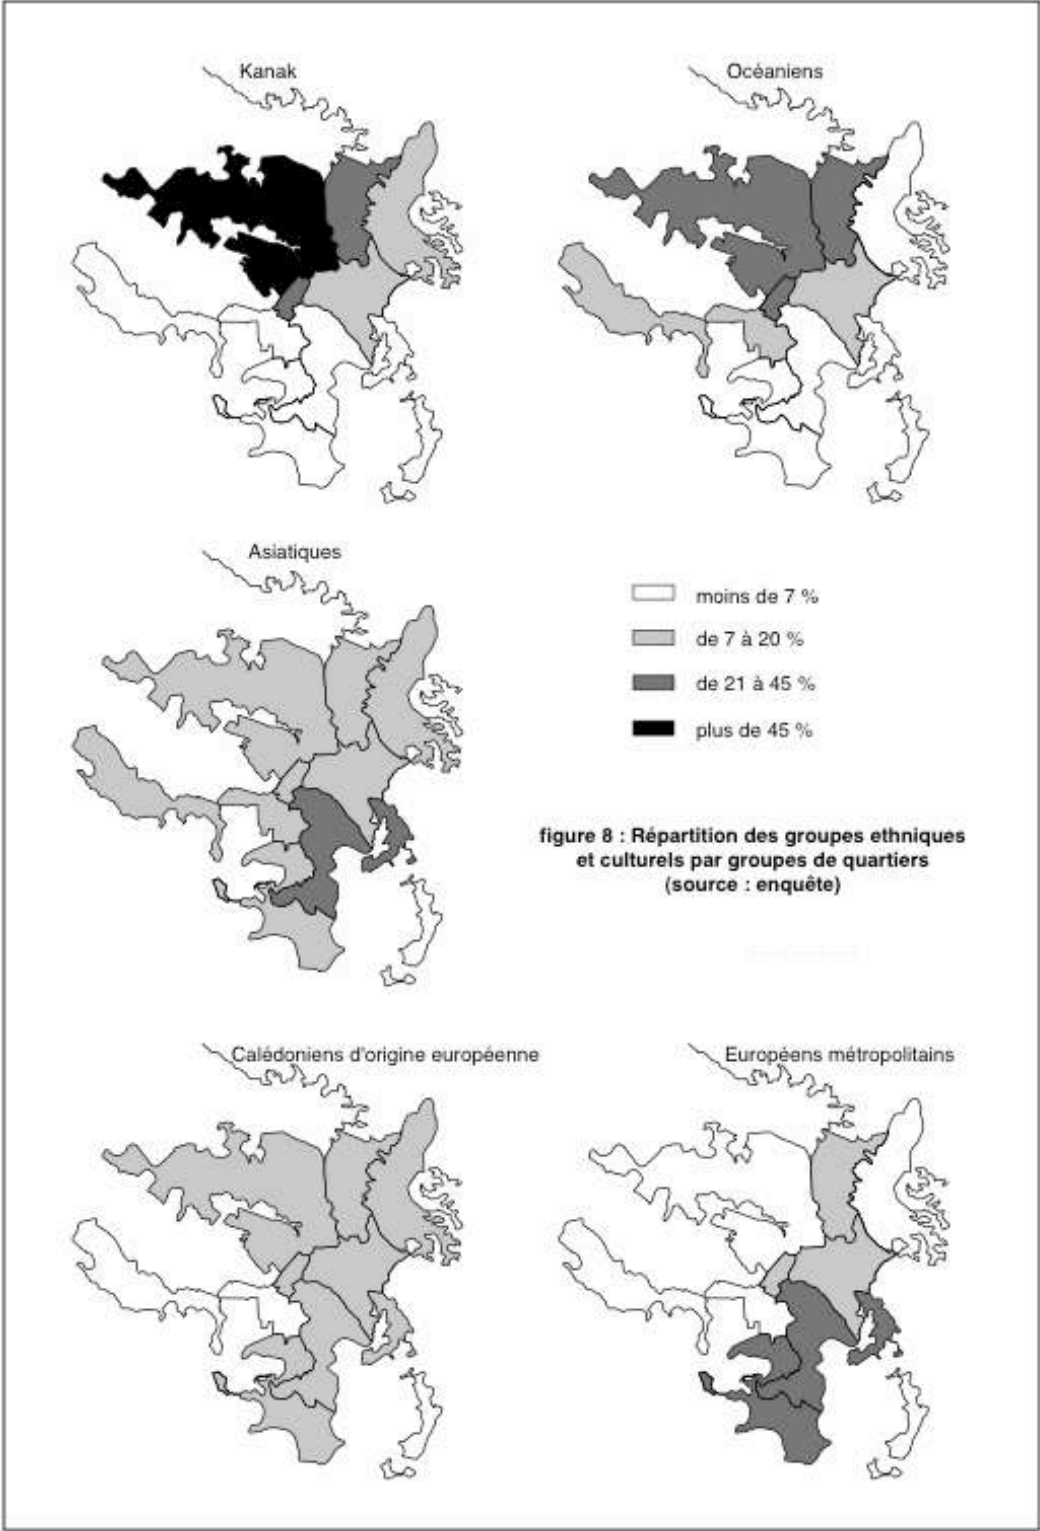 Kanak
Océaniens
Asiatiques
moins de 7 %
de 7 à 20 %
de 21 à 45 %
plus de 45 %
figure 8 : Répartition des groupes ethniques
et culturels par groupes de quartiers
(source : enquête)
Calédoniens d'origine européenne
Européens métropolitains